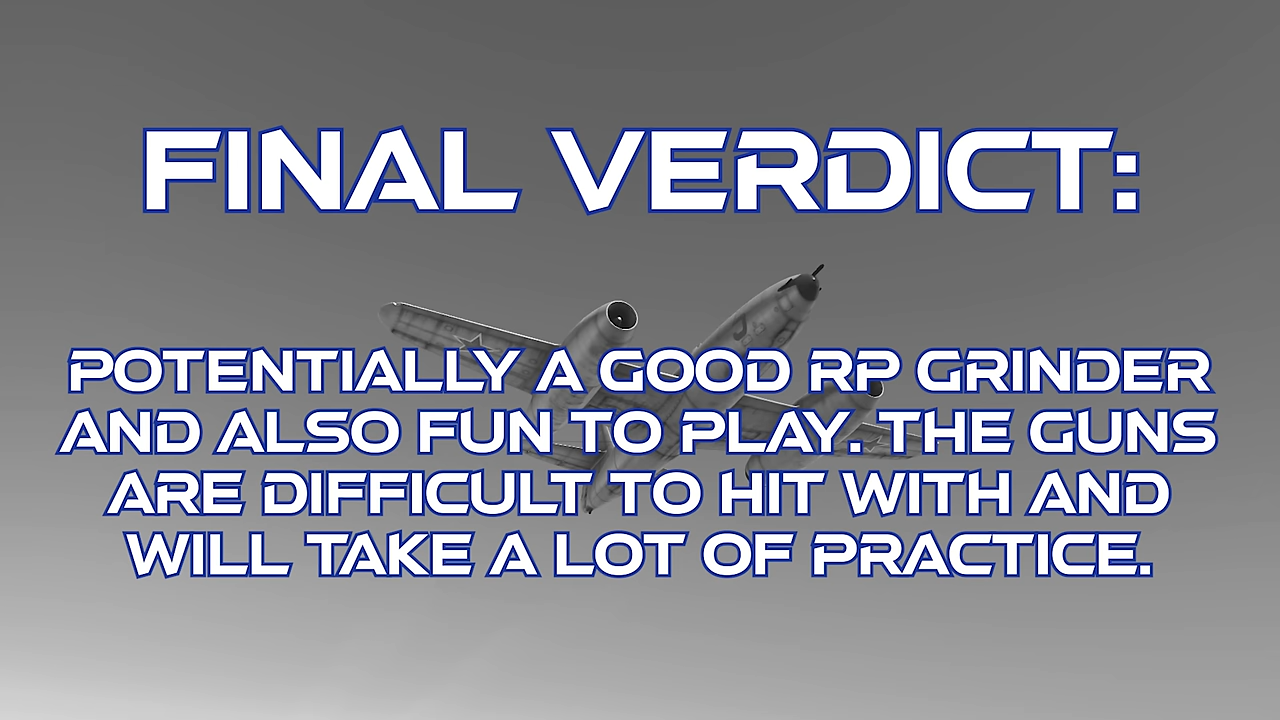 FINAL VERDICT:
POTENTIALLY A GOOD RP GRINDER
AND ALSO FUN TO PLAY. THE GUNS
ARE DIFFICULT TO HIT WITH AND
WILL TAKE A LOT OF PRACTICE.